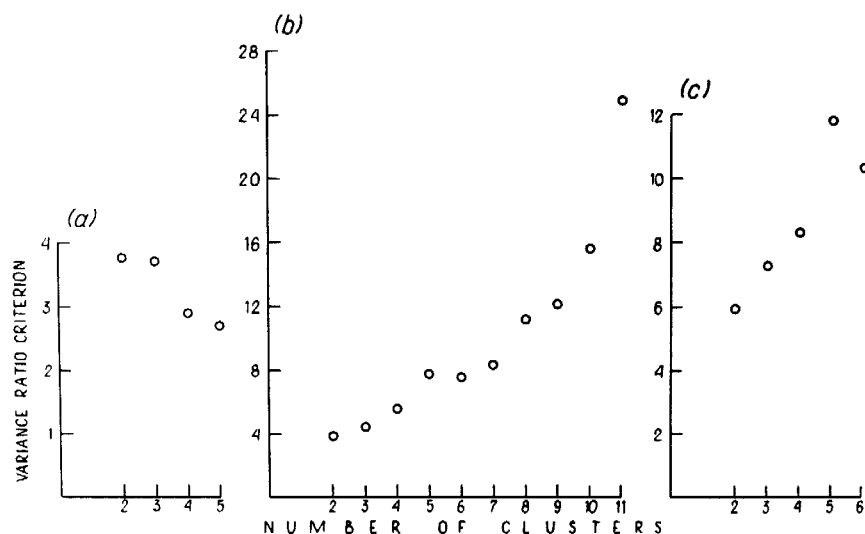 (a)
VARIANCE RATIO CRITERION
4
3
2
1
2 3 4 5
(b)
28
24
20
16
12
8
4
2 3 4 5 6 7 8 9 10 11
(c)
12
10
8
6
4
2
2 3 4 5 6
NUMBER OF CLUSTERS